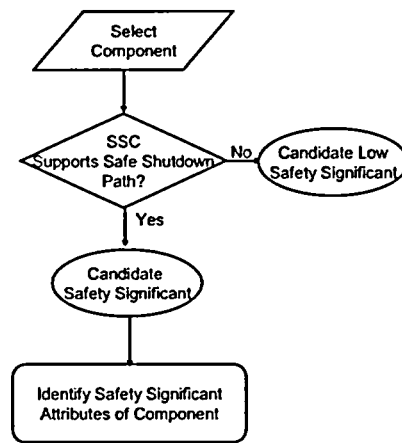 Select
Component
SSC
Supports Safe Shutdown
Path?
No
Candidate Low
Safety Significant
Yes
Candidate
Safety Significant
Identify Safety Significant
Attributes of Component